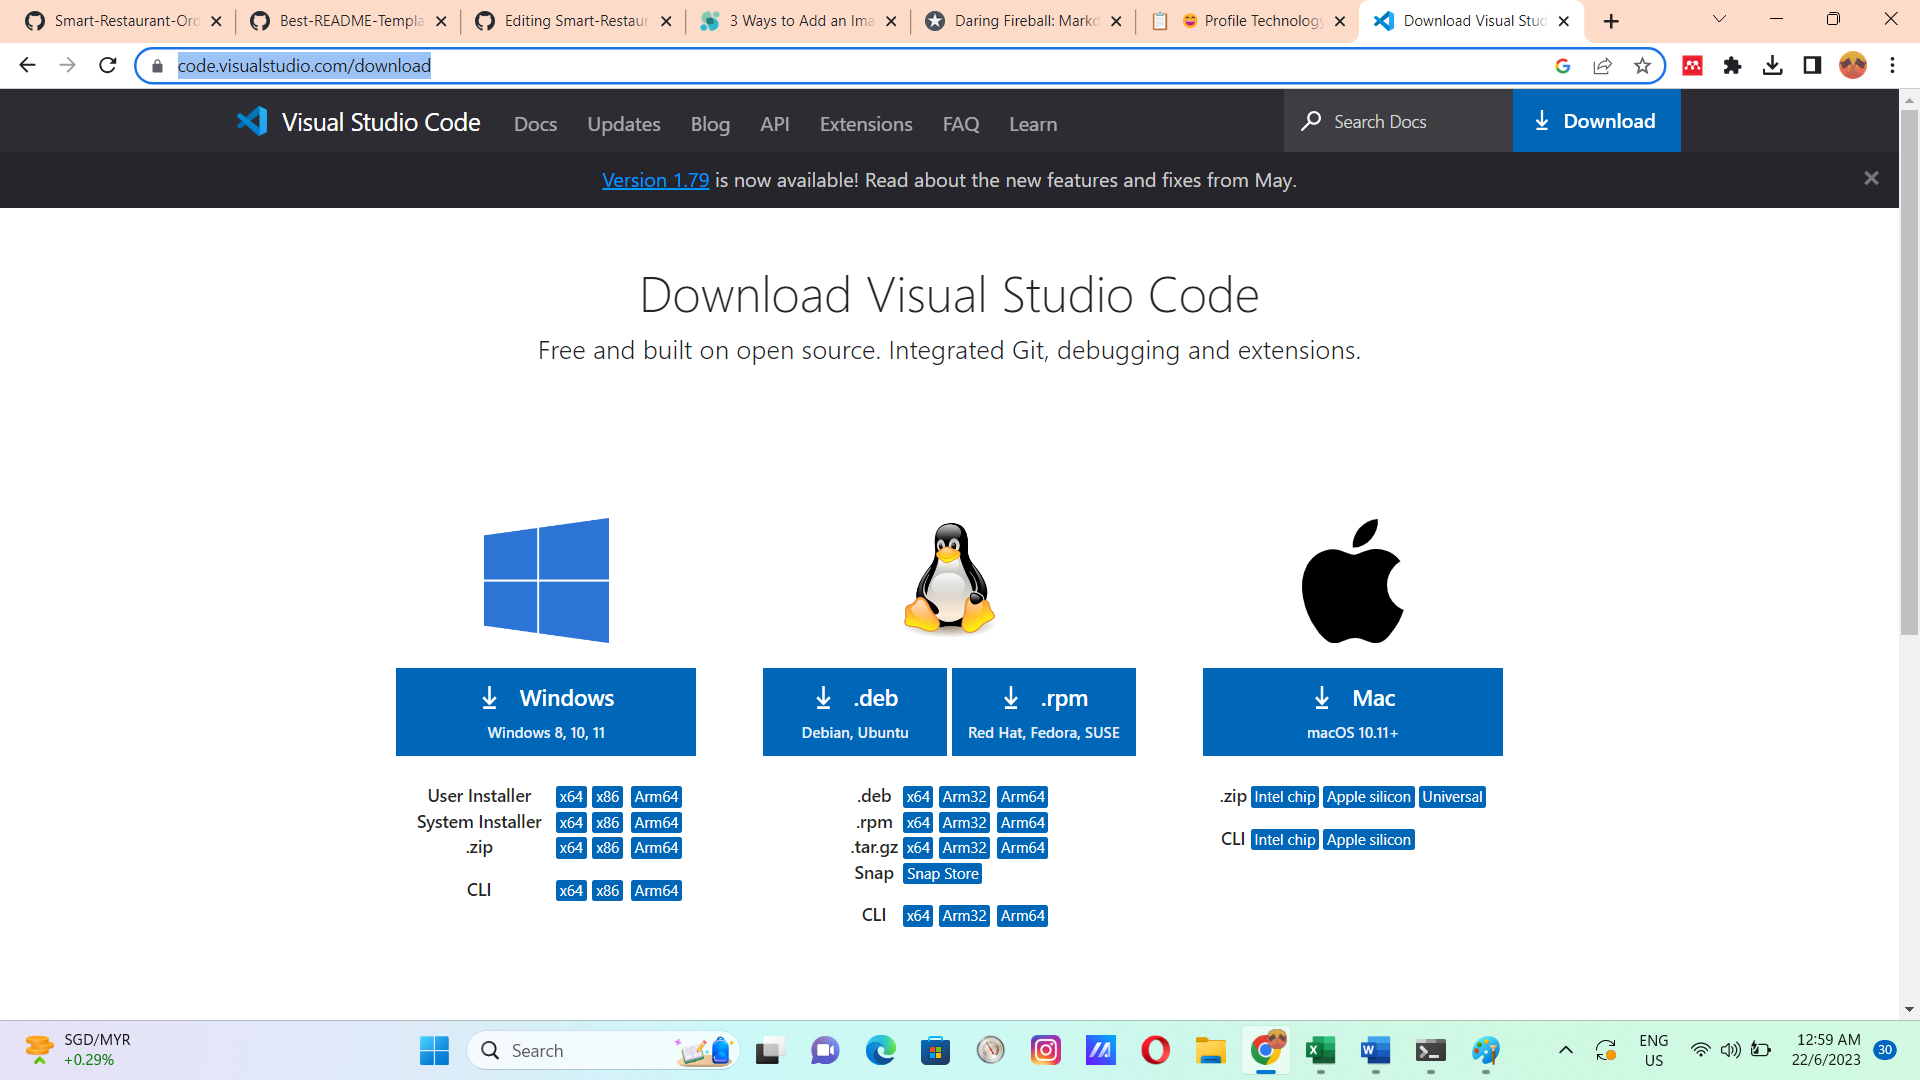 Smart-Restaurant-Ord
Best-README-Templa
Editing Smart-Restaur
3 Ways to Add an Ima
Daring Fireball: Markd
Profile Technology
Download Visual Stud
code.visualstudio.com/download
Visual Studio Code
Docs
Updates
Blog
API
Extensions
FAQ
Learn
Search Docs
Download
Version 1.79 is now available! Read about the new features and fixes from May.
Download Visual Studio Code
Free and built on open source. Integrated Git, debugging and extensions.
Windows
Windows 8, 10, 11
.deb
Debian, Ubuntu
.rpm
Red Hat, Fedora, SUSE
Mac
macOS 10.11+
User Installer x64 x86 Arm64
System Installer x64 x86 Arm64
.zip x64 x86 Arm64
CLI x64 x86 Arm64
.deb x64 Arm32 Arm64
.rpm x64 Arm32 Arm64
.tar.gz x64 Arm32 Arm64
Snap Snap Store
CLI x64 Arm32 Arm64
.zip Intel chip Apple silicon Universal
CLI Intel chip Apple silicon
SGD/MYR
+0.29%
Search
ENG
US
12:59 AM
22/6/2023
30